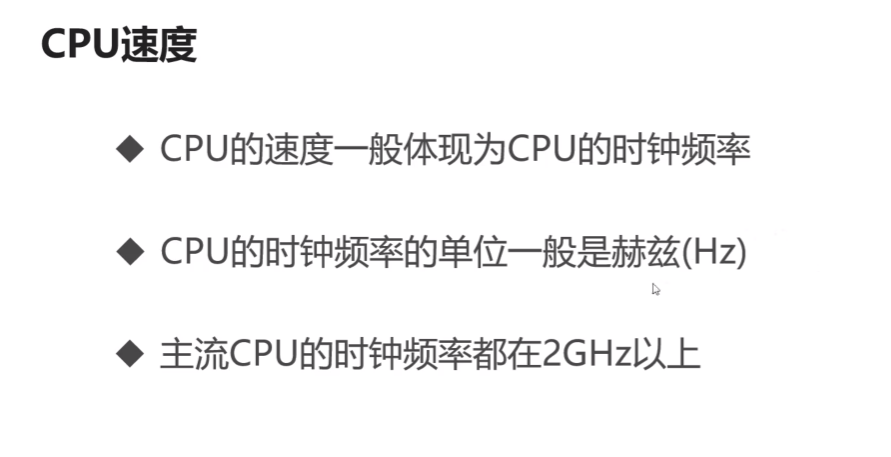 CPU速度
◆ CPU的速度一般体现为CPU的时钟频率
◆ CPU的时钟频率的单位一般是赫兹(Hz)
◆ 主流CPU的时钟频率都在2GHz以上